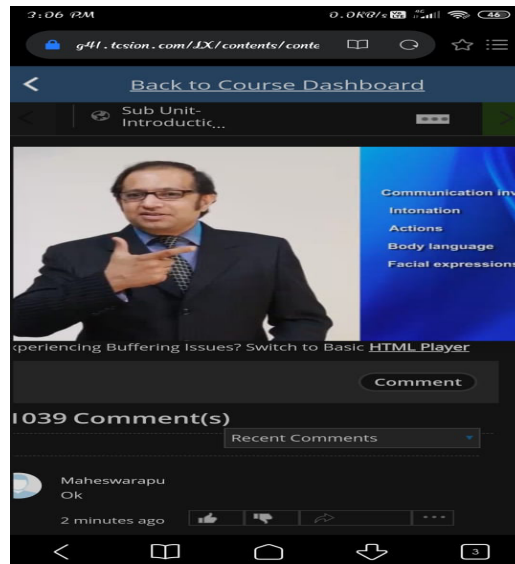 3:06 PM 0.0KB/s 4G 46
g41.tcsion.com/LX/contents/conte
Back to Course Dashboard
Sub Unit-
Introductic...
Communication inv
Intonation
Actions
Body language
Facial expressions
xperiencing Buffering Issues? Switch to Basic HTML Player
Comment
1039 Comment(s)
Recent Comments
Maheswarapu
Ok
2 minutes ago
3